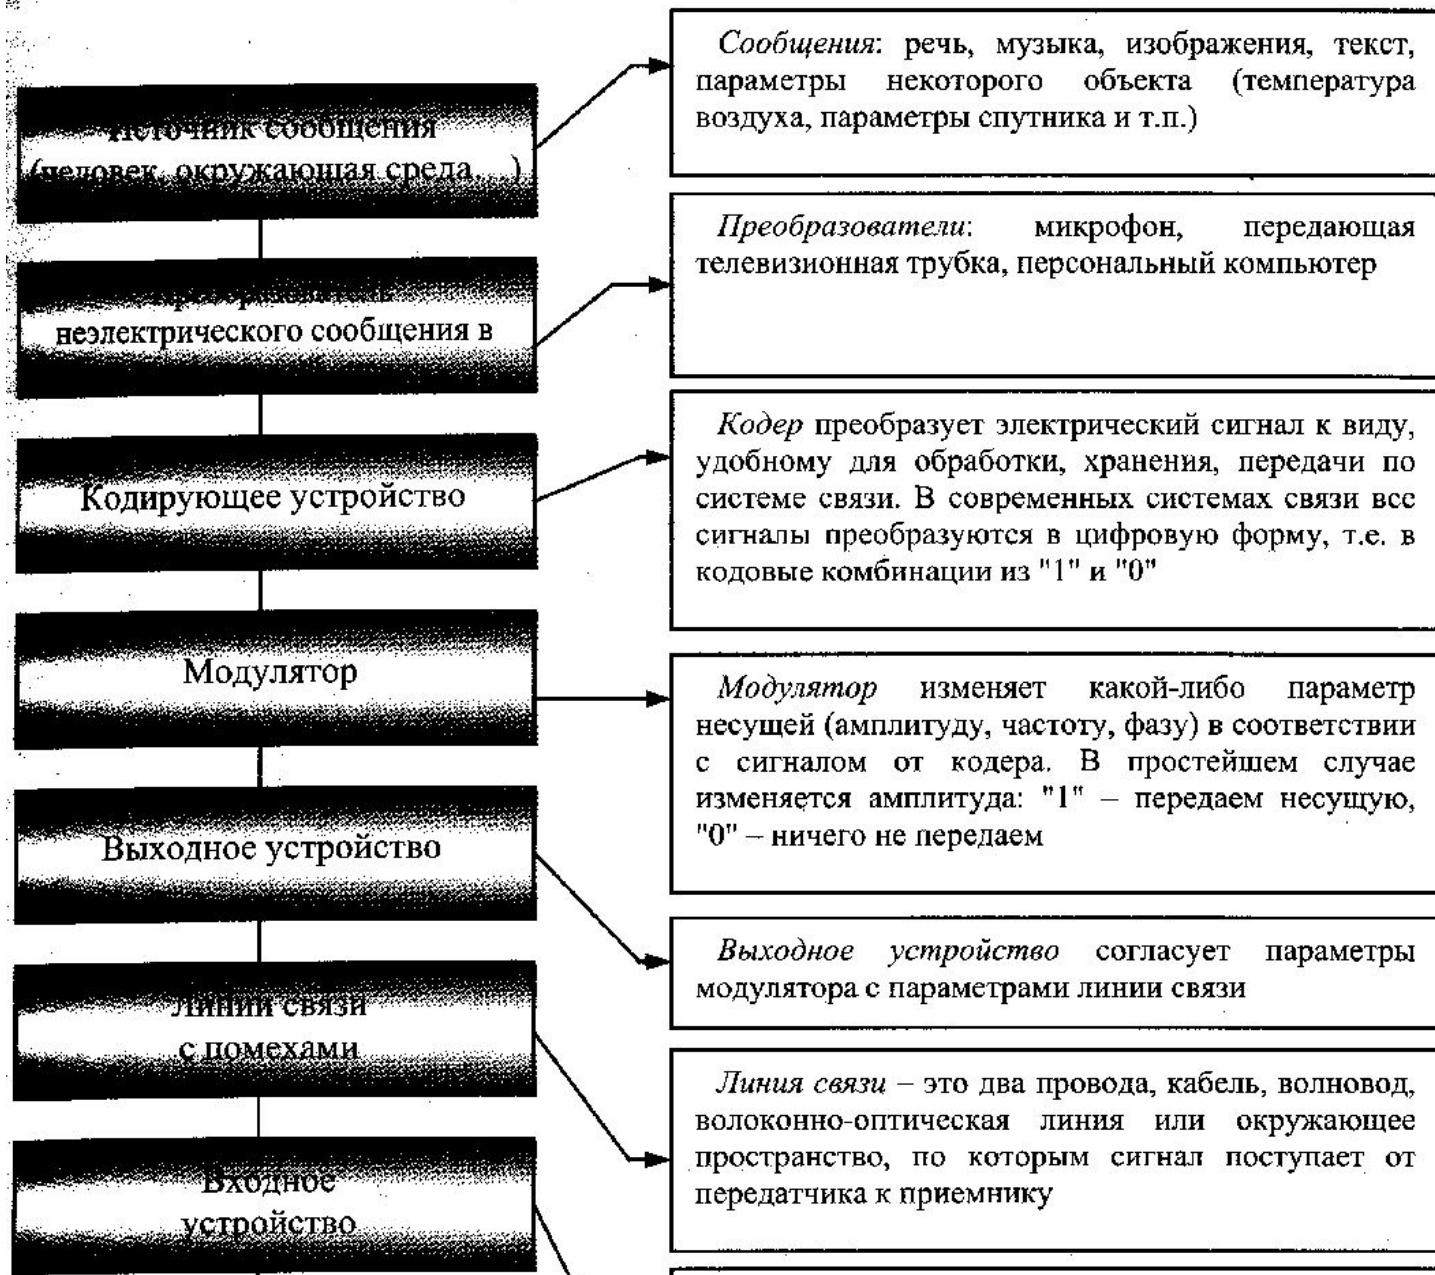 Источник сообщения
(человек, окружающая среда, )
Сообщения: речь, музыка, изображения, текст,
параметры некоторого объекта (температура
воздуха, параметры спутника и т.п.)
Преобразователь
неэлектрического сообщения в
Преобразователи: микрофон, передающая
телевизионная трубка, персональный компьютер
Кодирующее устройство
Кодер преобразует электрический сигнал к виду,
удобному для обработки, хранения, передачи по
системе связи. В современных системах связи все
сигналы преобразуются в цифровую форму, т.е. в
кодовые комбинации из "1" и "0"
Модулятор
Модулятор изменяет какой-либо параметр
несущей (амплитуду, частоту, фазу) в соответствии
с сигналом от кодера. В простейшем случае
изменяется амплитуда: "1" – передаем несущую,
"0" – ничего не передаем
Выходное устройство
Выходное устройство согласует параметры
модулятора с параметрами линии связи
Линии связи
с помехами
Линия связи – это два провода, кабель, волновод,
волоконно-оптическая линия или окружающее
пространство, по которым сигнал поступает от
передатчика к приемнику
Входное
устройство